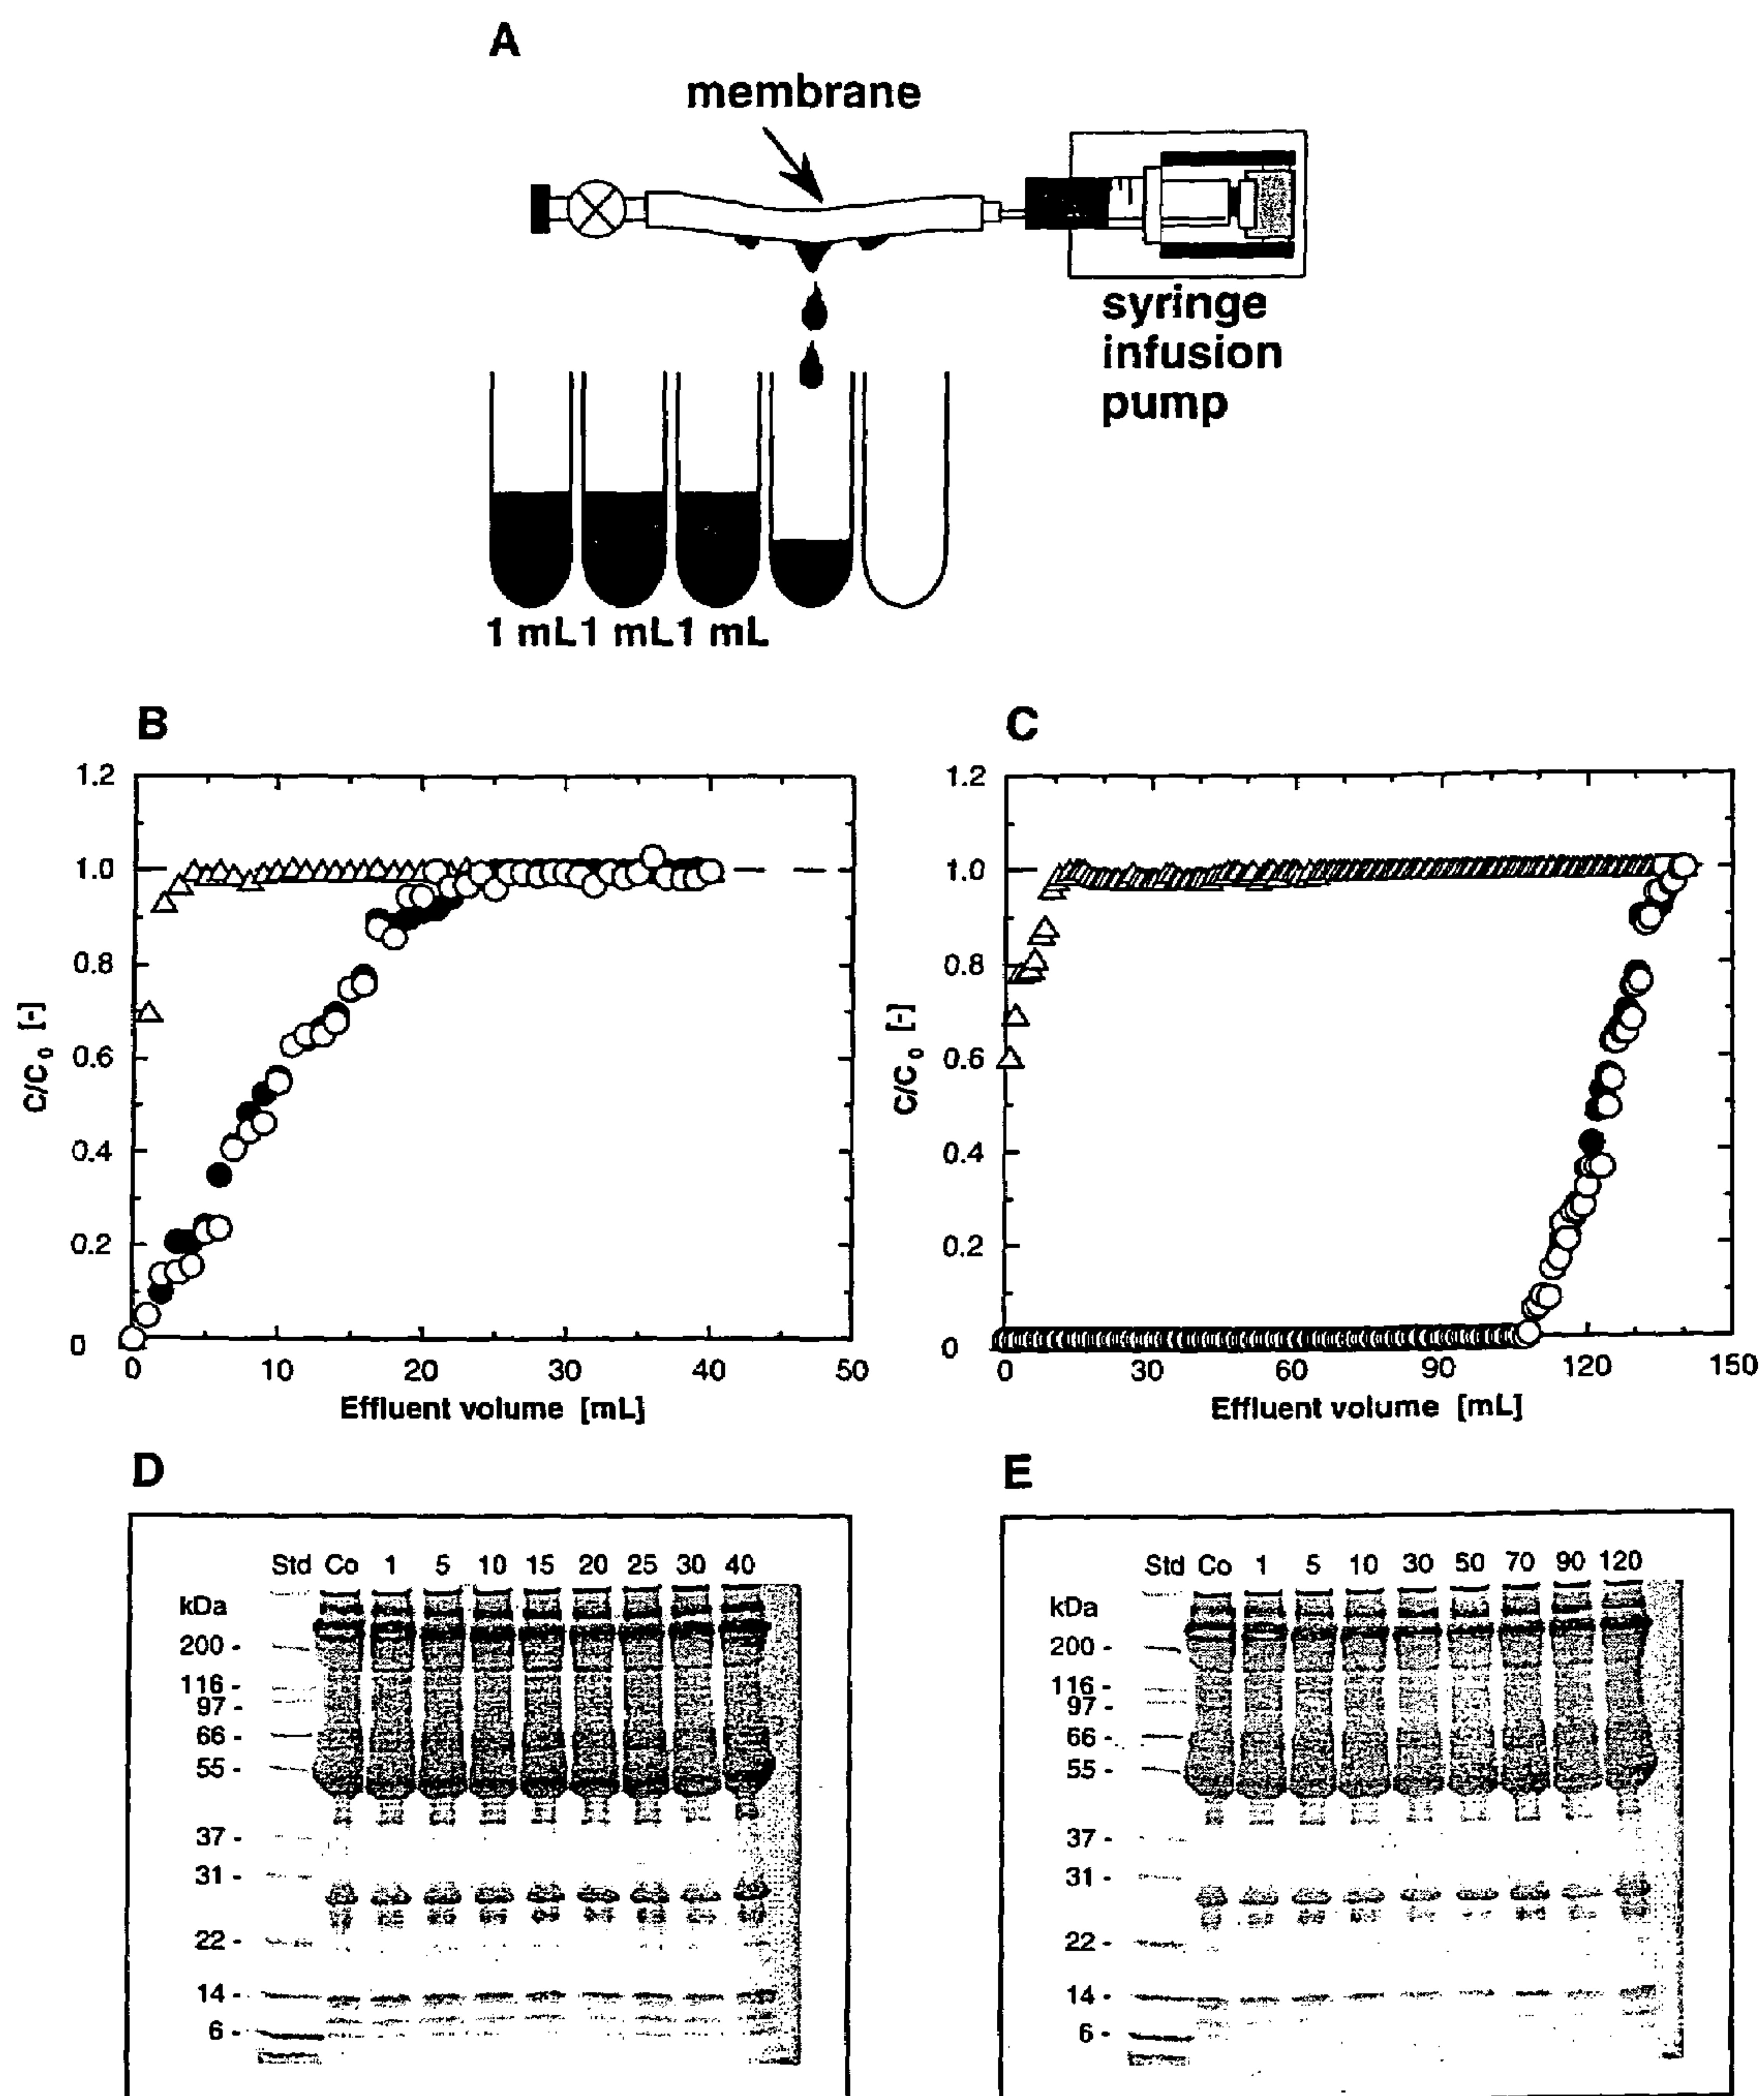 A
membrane
syringe
infusion
pump
1 mL1 mL1 mL
B
1.2
1.0
0.8
0.6
0.4
0.2
0
C/C0 [-]
0 10 20 30 40 50
Effluent volume [mL]
C
1.2
1.0
0.8
0.6
0.4
0.2
0
C/C0 [-]
0 30 60 90 120 150
Effluent volume [mL]
D
Std Co 1 5 10 15 20 25 30 40
kDa
200 -
116 -
97 -
66 -
55 -
37 -
31 -
22 -
14 -
6 -
E
Std Co 1 5 10 30 50 70 90 120
kDa
200 -
116 -
97 -
66 -
55 -
37 -
31 -
22 -
14 -
6 -